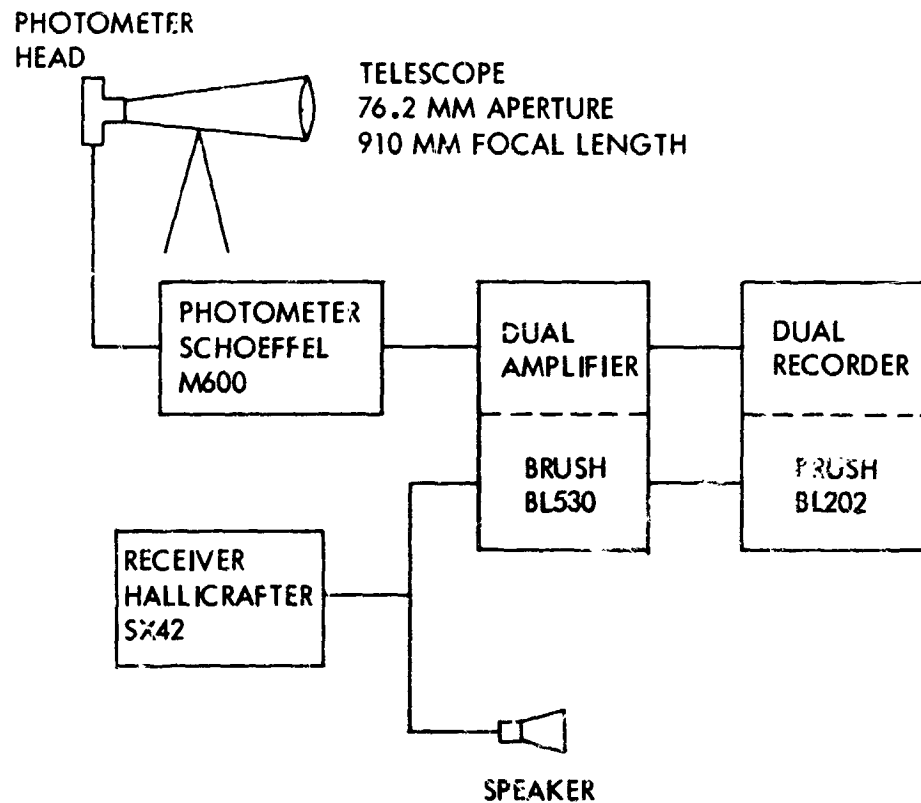 PHOTOMETER
HEAD
TELESCOPE
76.2 MM APERTURE
910 MM FOCAL LENGTH
PHOTOMETER
SCHOEFFEL
M600
DUAL
AMPLIFIER
DUAL
RECORDER
BRUSH
BL530
BRUSH
BL202
RECEIVER
HALLICRAFTER
SX42
SPEAKER